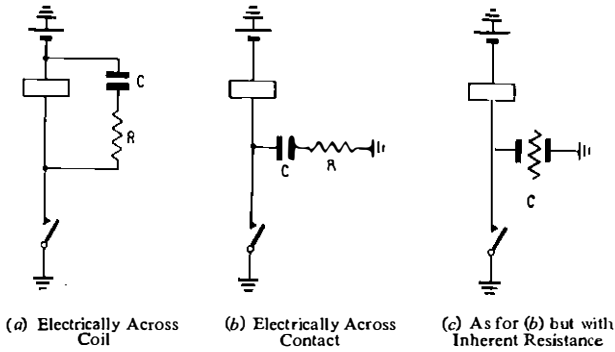 C
R
C
R
C
(a) Electrically Across
Coil
(b) Electrically Across
Contact
(c) As for (b) but with
Inherent Resistance